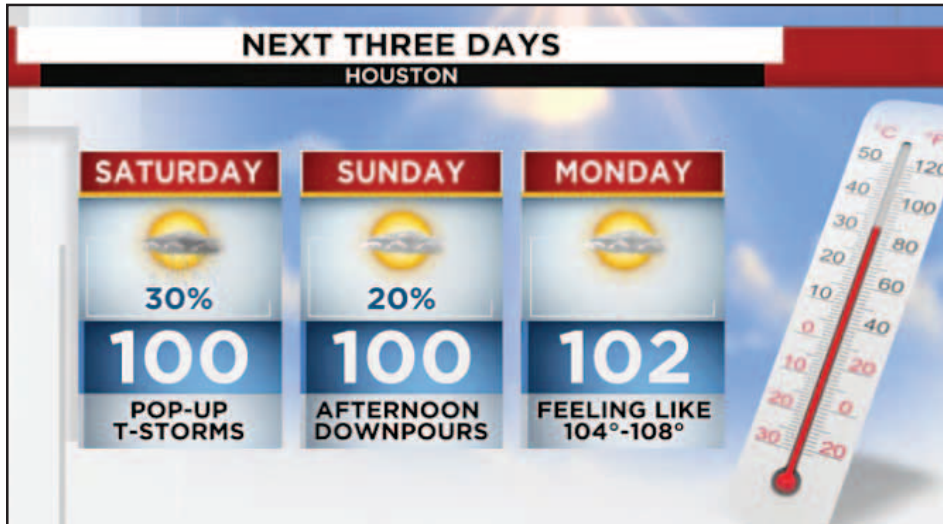 NEXT THREE DAYS
HOUSTON
SATURDAY
30%
100
POP-UP
T-STORMS
SUNDAY
20%
100
AFTERNOON
DOWNPOURS
MONDAY
102
FEELING LIKE
104°-108°
°C °F
50 120
40 100
30 80
20 60
10 40
0 20
10 0
20 20
30